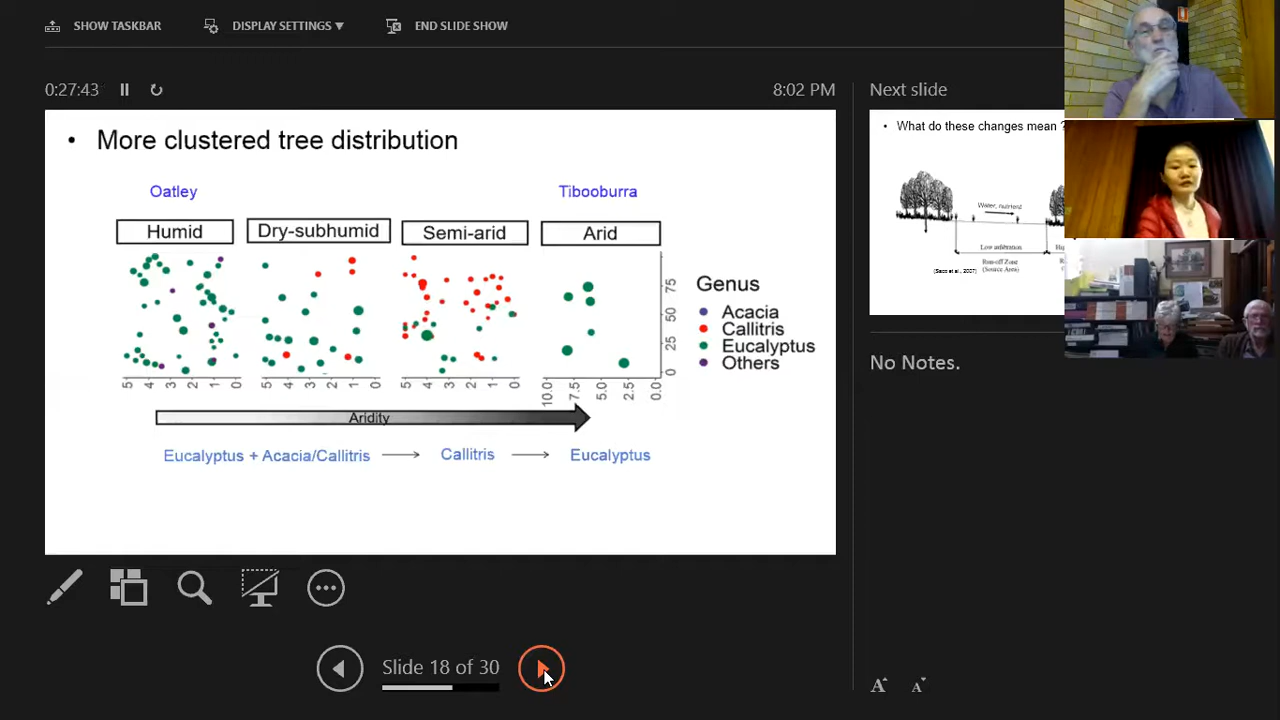 SHOW TASKBAR
DISPLAY SETTINGS ▼
END SLIDE SHOW
0:27:43
8:02 PM
• More clustered tree distribution
Oatley
Tibooburra
Humid
Dry-subhumid
Semi-arid
Arid
5 4 3 2 1 0
5 4 3 2 1 0
5 4 3 2 1 0
10.0 7.5 5.0 2.5 0.0
75
50
25
0
Genus
Acacia
Callitris
Eucalyptus
Others
Aridity
Eucalyptus + Acacia/Callitris → Callitris → Eucalyptus
Next slide
• What do these changes mean ?
Water, nutrient
Low infiltration
Run-off Zone
(Source Area)
No Notes.
Slide 18 of 30
A A